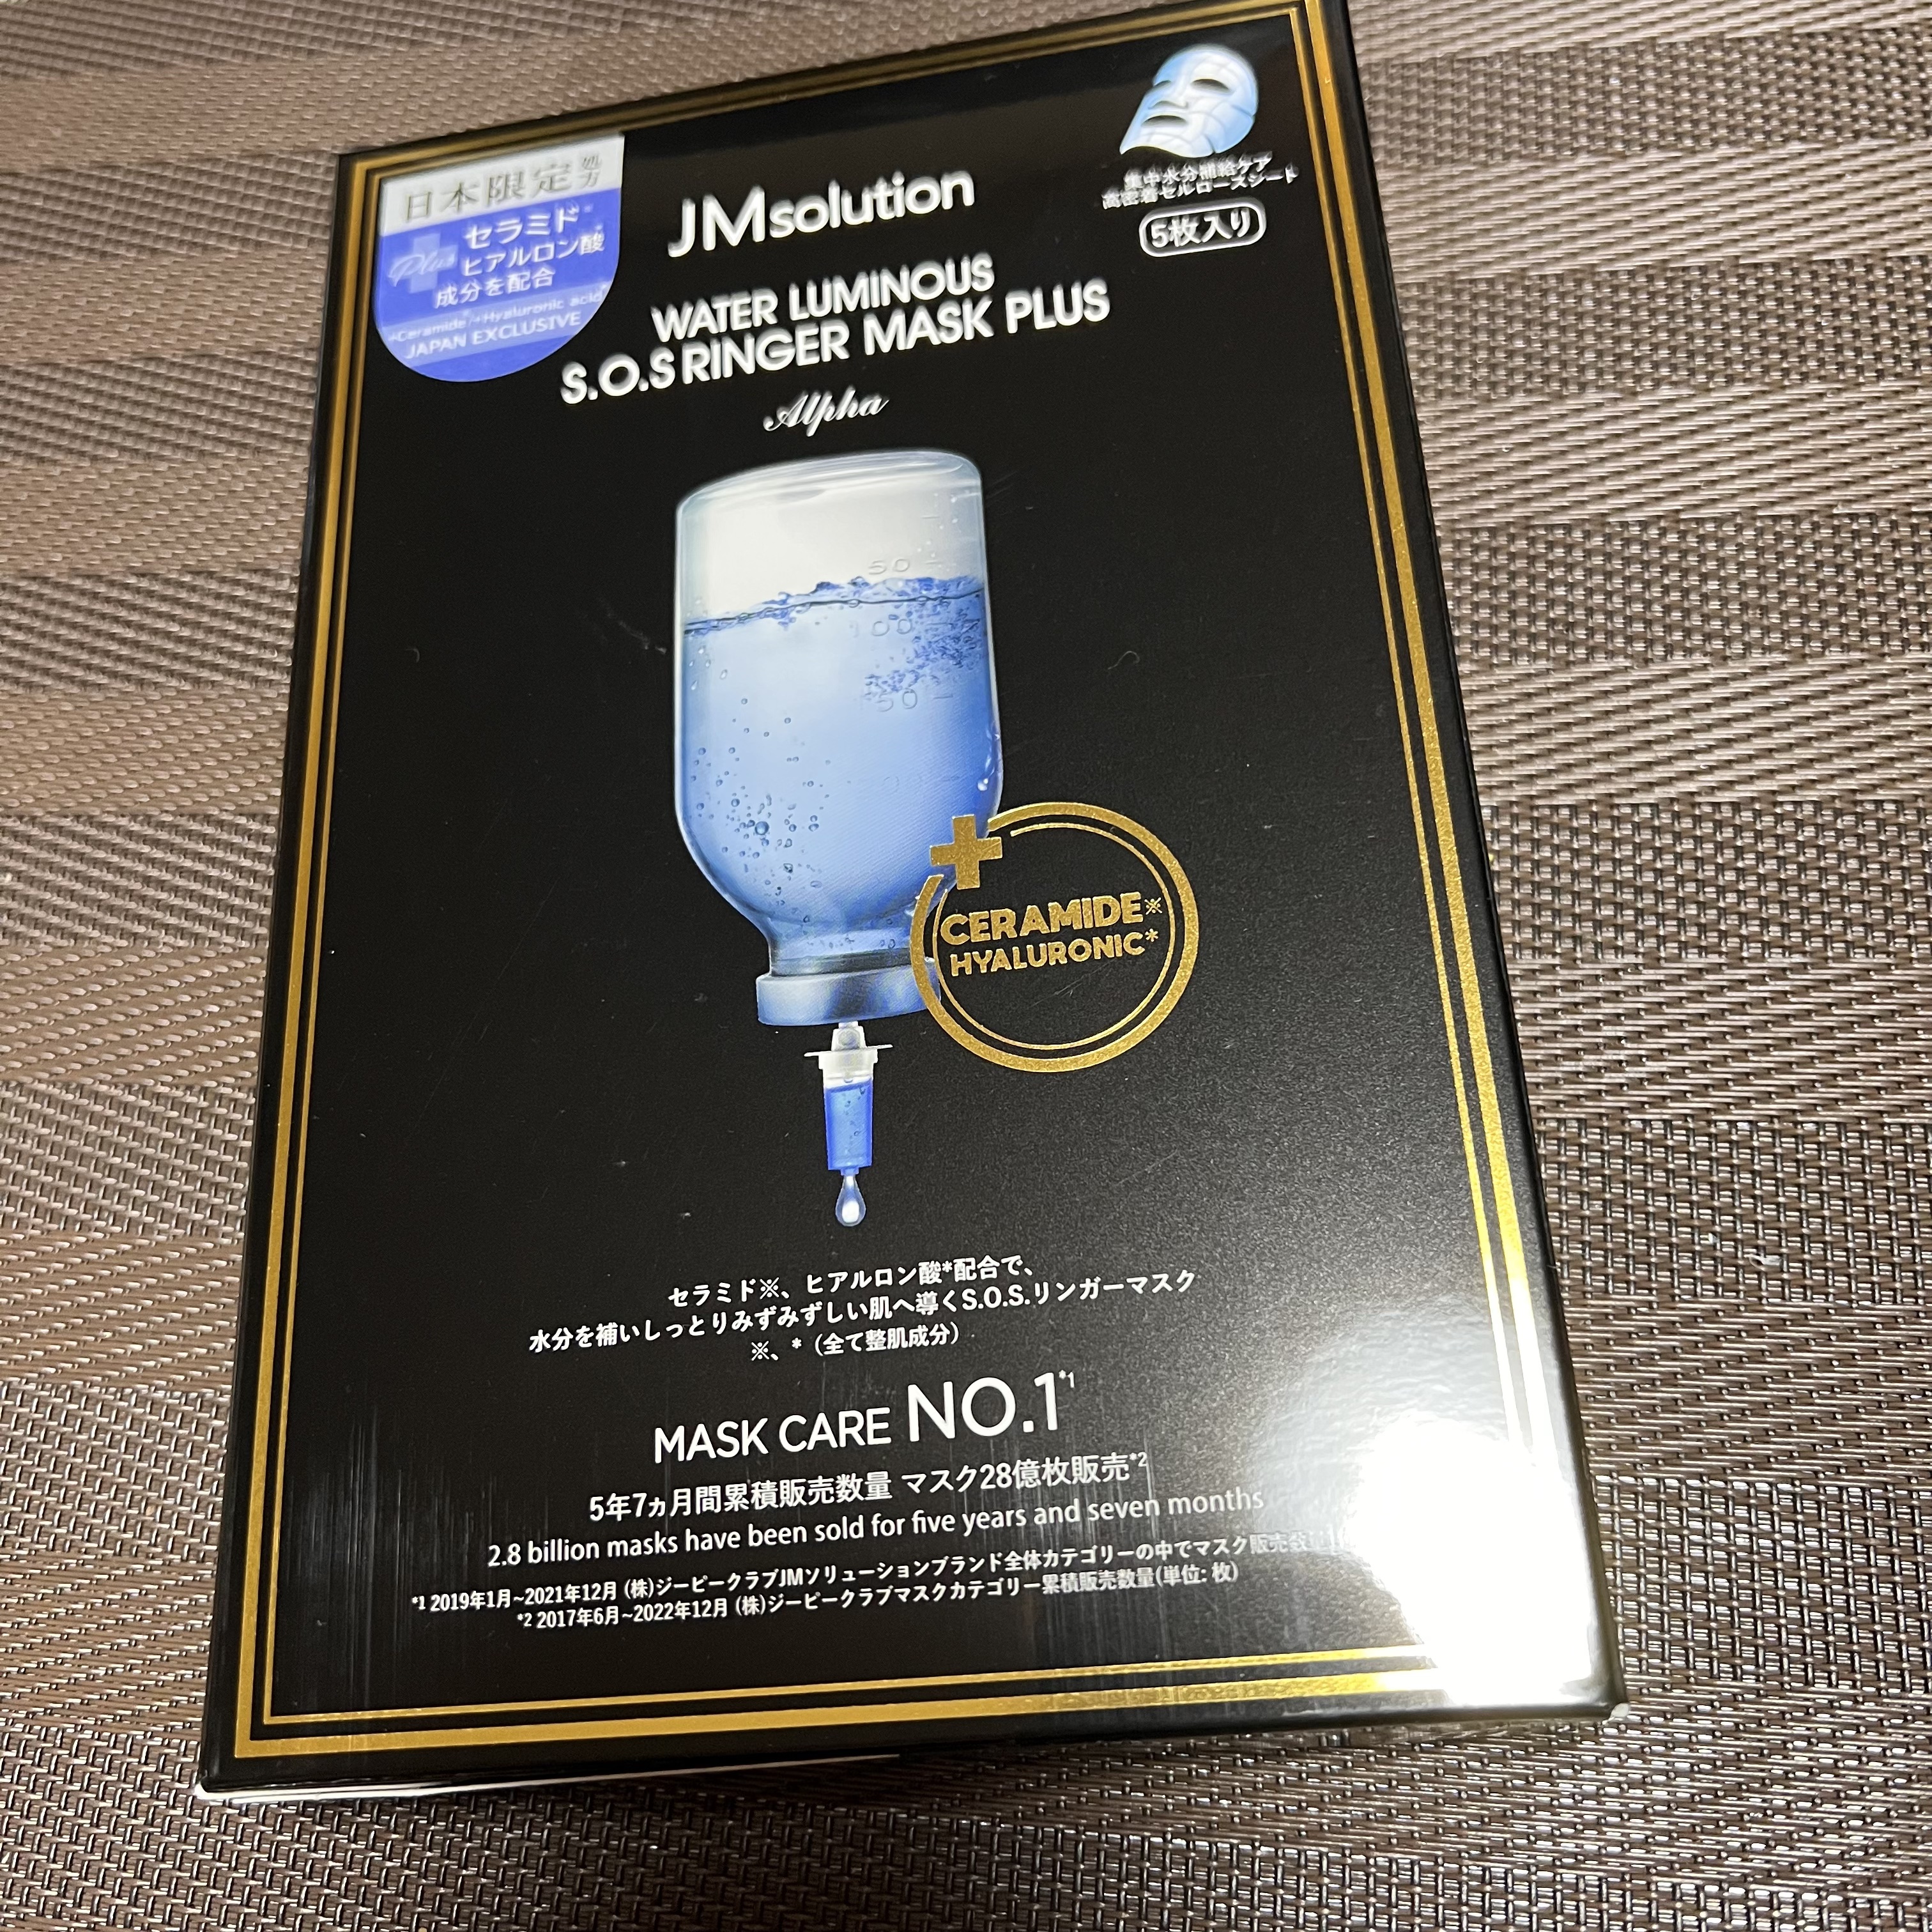 日本限定処方
セラミド※
Plus ヒアルロン酸*
成分を配合
+Ceramide※/+Hyaluronic acid*
JAPAN EXCLUSIVE
JMsolution
WATER LUMINOUS
S.O.S RINGER MASK PLUS
Alpha
集中水分補給ケア
高密着セルロースシート
5枚入り
50
100
CERAMIDE※
HYALURONIC*
セラミド※、ヒアルロン酸*配合で、
水分を補いしっとりみずみずしい肌へ導くS.O.S.リンガーマスク
※、*（全て整肌成分）
MASK CARE NO.1*1
5年7ヵ月間累積販売数量 マスク28億枚販売*2
2.8 billion masks have been sold for five years and seven months
*1 2019年1月~2021年12月 (株)ジーピークラブJMソリューションブランド全体カテゴリーの中でマスク販売数
*2 2017年6月~2022年12月 (株)ジーピークラブマスクカテゴリー累積販売数量(単位: 枚)